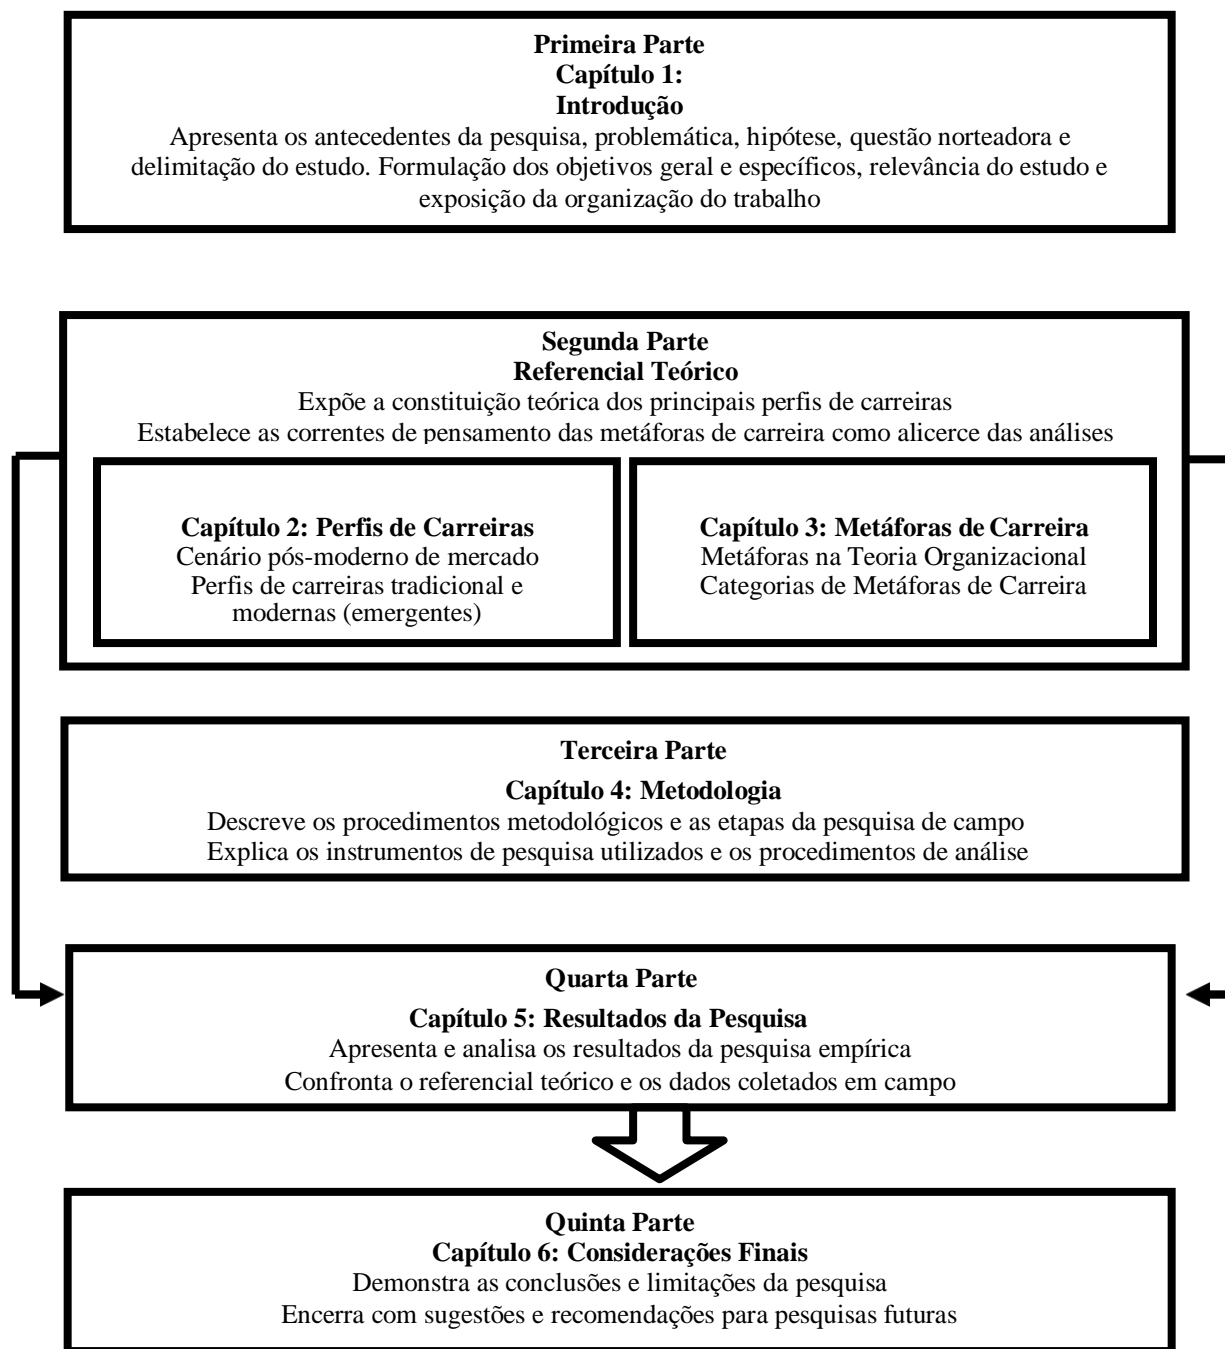 Primeira Parte
Capítulo 1:
Introdução
Apresenta os antecedentes da pesquisa, problemática, hipótese, questão norteadora e
delimitação do estudo. Formulação dos objetivos geral e específicos, relevância do estudo e
exposição da organização do trabalho
Segunda Parte
Referencial Teórico
Expõe a constituição teórica dos principais perfis de carreiras
Estabelece as correntes de pensamento das metáforas de carreira como alicerce das análises
Capítulo 2: Perfis de Carreiras
Cenário pós-moderno de mercado
Perfis de carreiras tradicional e
modernas (emergentes)
Capítulo 3: Metáforas de Carreira
Metáforas na Teoria Organizacional
Categorias de Metáforas de Carreira
Terceira Parte
Capítulo 4: Metodologia
Descreve os procedimentos metodológicos e as etapas da pesquisa de campo
Explica os instrumentos de pesquisa utilizados e os procedimentos de análise
Quarta Parte
Capítulo 5: Resultados da Pesquisa
Apresenta e analisa os resultados da pesquisa empírica
Confronta o referencial teórico e os dados coletados em campo
Quinta Parte
Capítulo 6: Considerações Finais
Demonstra as conclusões e limitações da pesquisa
Encerra com sugestões e recomendações para pesquisas futuras